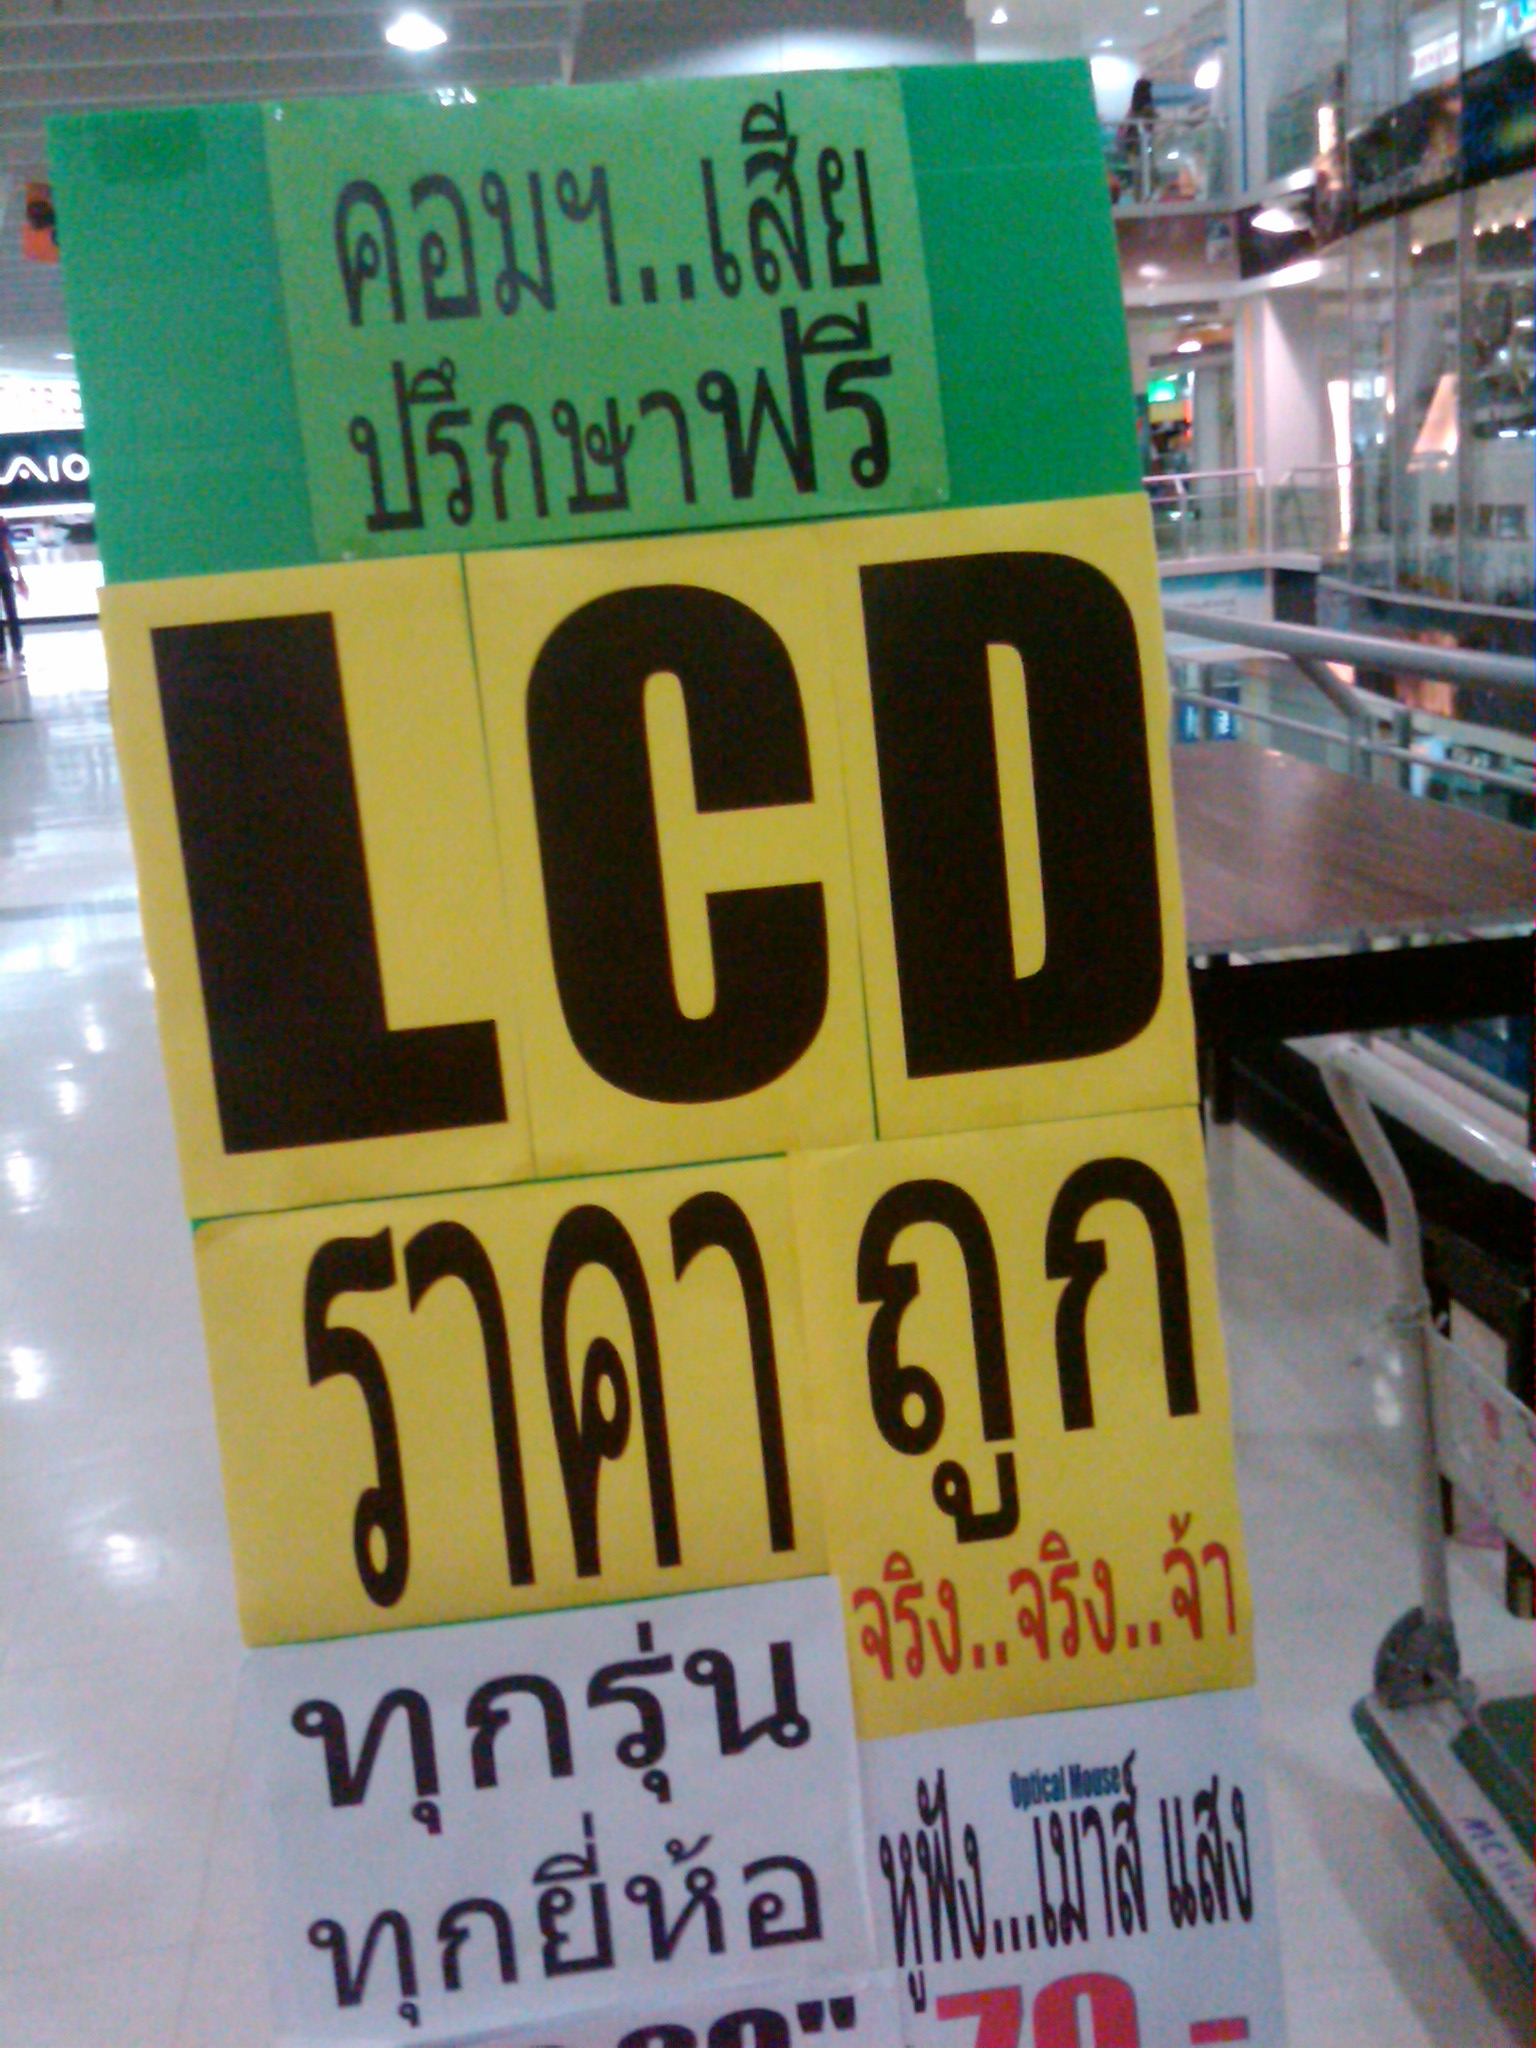 คอมฯ..เสีย
ปรึกษาฟรี
AIO
LCD
ราคา ถูก
จริง..จริง..จ้า
ทุกรุ่น
ทุกยี่ห้อ
Optical Mouse
หูฟัง...เมาส์ แสง
70.-